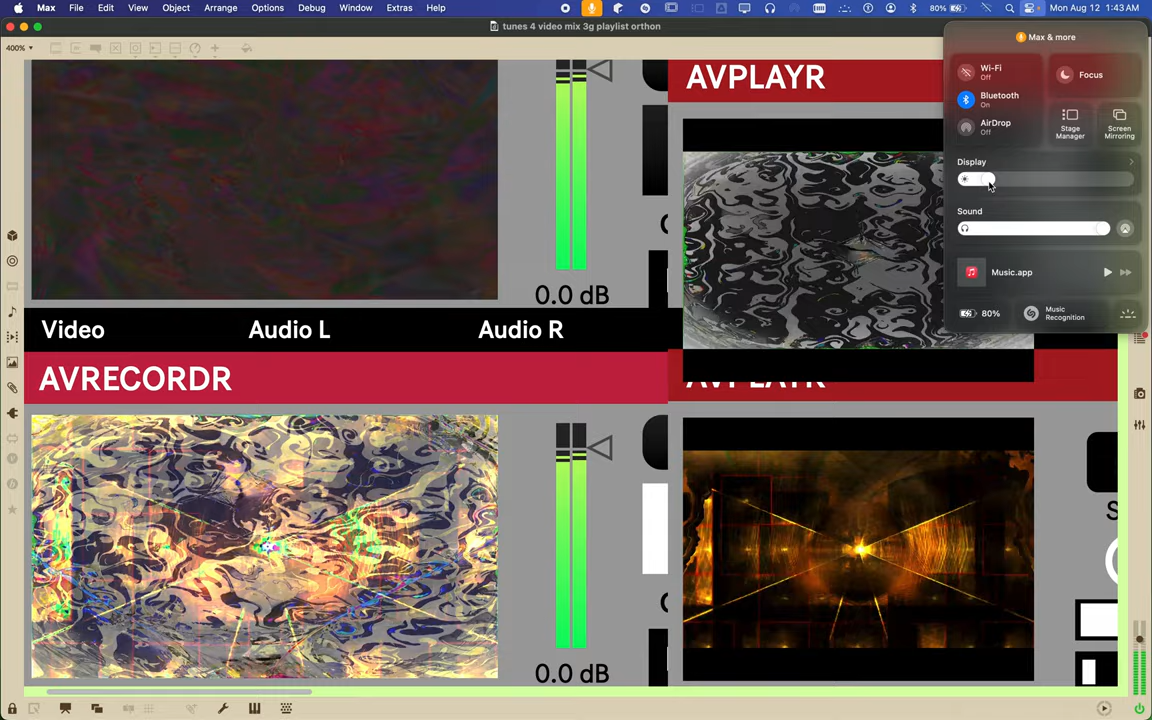 Max File Edit View Object Arrange Options Debug Window Extras Help
80% Mon Aug 12 1:43 AM
tunes 4 video mix 3g playlist orthon
400%
Max & more
Wi-Fi
Off
Focus
Bluetooth
On
AirDrop
Off
Stage
Manager
Screen
Mirroring
Display
Sound
Music.app
80%
Music
Recognition
AVPLAYR
0.0 dB
Video Audio L Audio R
AVRECORDR
AVPLAYR
0.0 dB